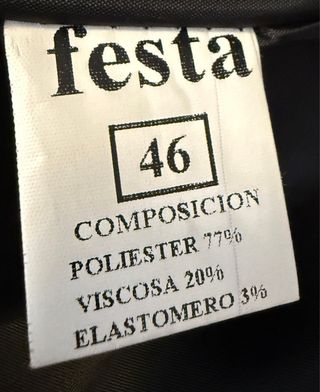 festa
46
COMPOSICION
POLIESTER 77%
VISCOSA 20%
ELASTOMERO 3%